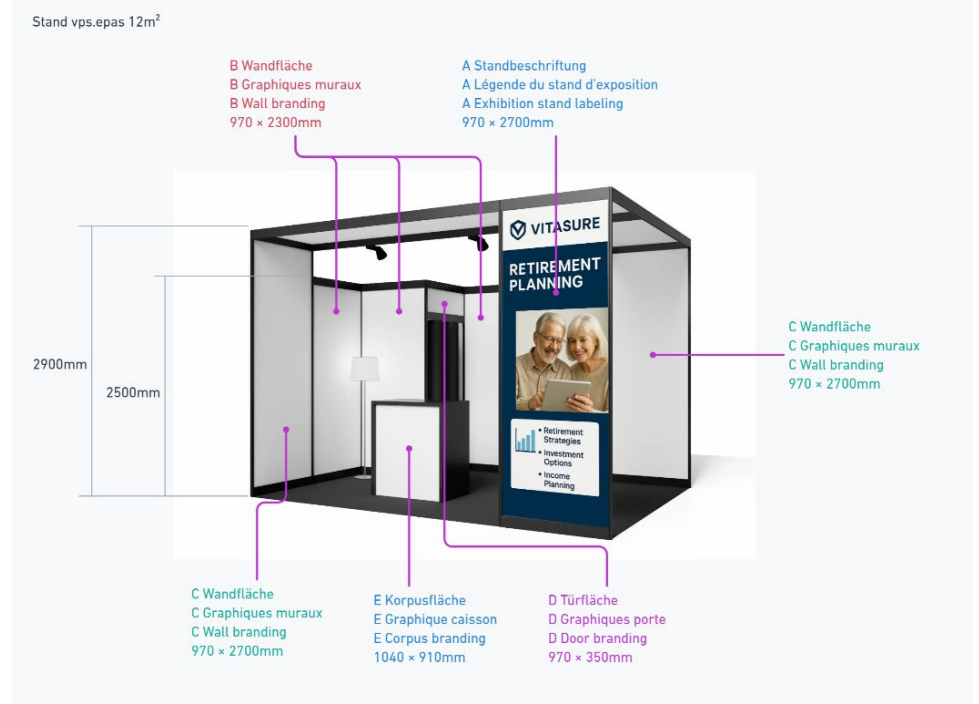 Stand vps.epas 12m²
B Wandfläche
B Graphiques muraux
B Wall branding
970 × 2300mm
A Standbeschriftung
A Légende du stand d'exposition
A Exhibition stand labeling
970 × 2700mm
VITASURE
RETIREMENT
PLANNING
• Retirement
Strategies
• Investment
Options
• Income
Planning
2900mm
2500mm
C Wandfläche
C Graphiques muraux
C Wall branding
970 × 2700mm
C Wandfläche
C Graphiques muraux
C Wall branding
970 × 2700mm
E Korpusfläche
E Graphique caisson
E Corpus branding
1040 × 910mm
D Türfläche
D Graphiques porte
D Door branding
970 × 350mm